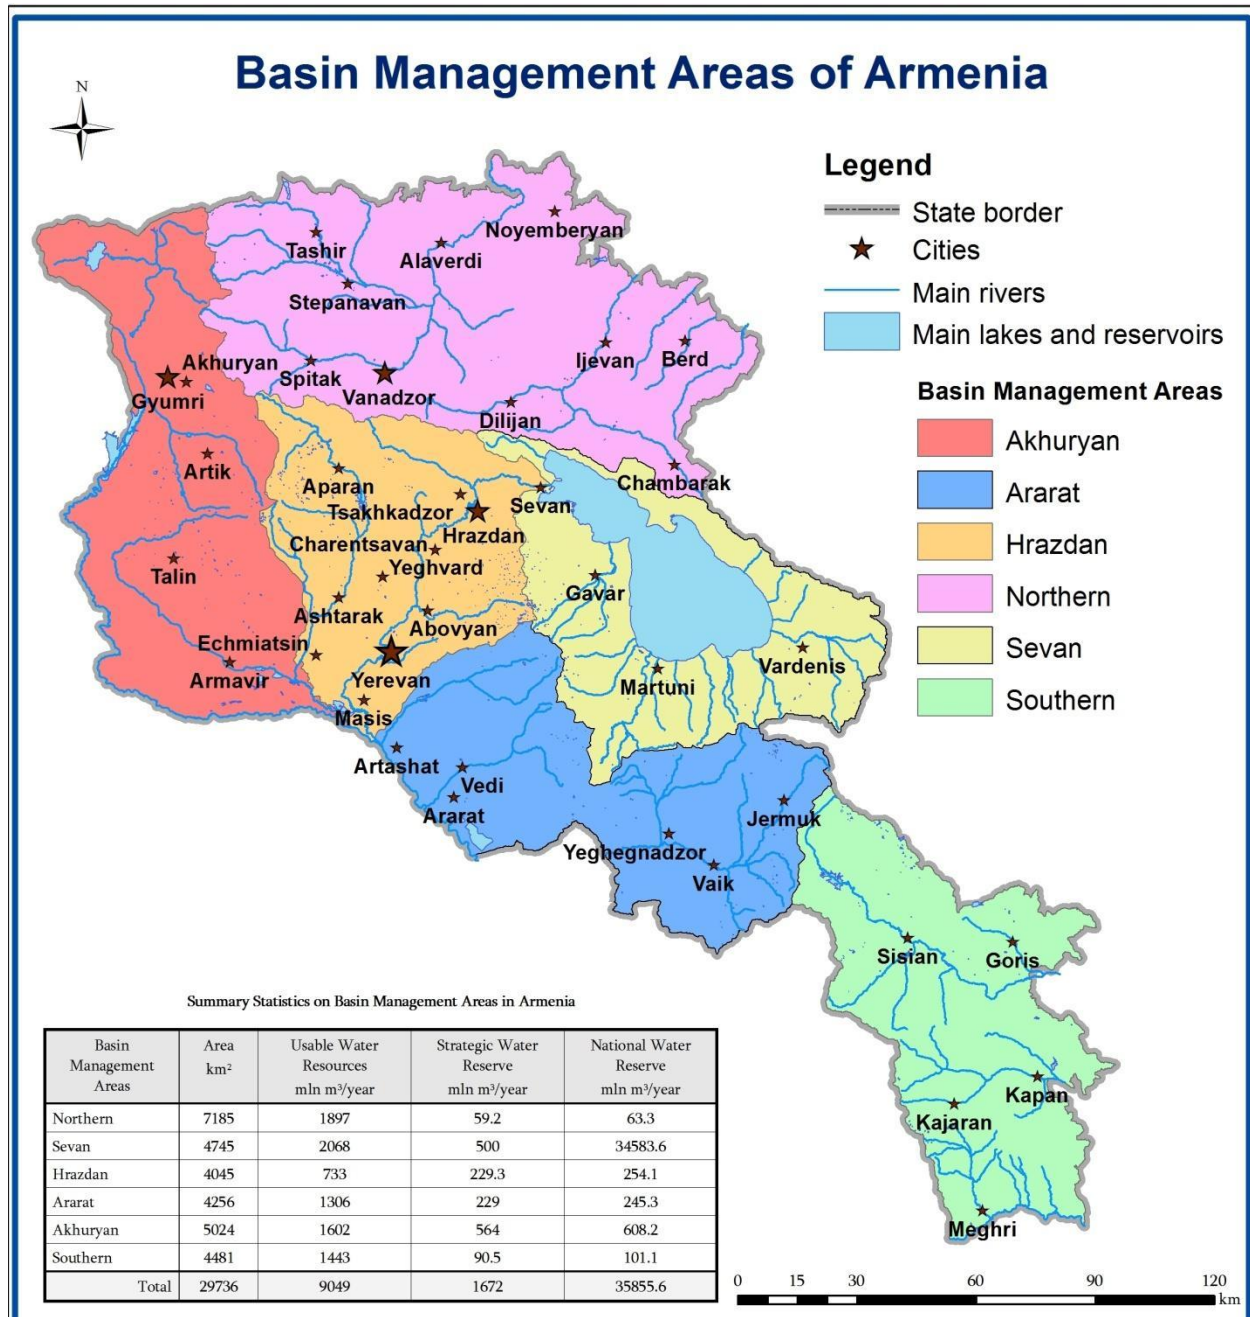 Basin Management Areas of Armenia
N
Legend
State border
Cities
Main rivers
Main lakes and reservoirs
Basin Management Areas
Akhuryan
Ararat
Hrazdan
Northern
Sevan
Southern
Noyemberyan
Tashir
Alaverdi
Stepanavan
Akhuryan
Gyumri
Spitak
Vanadzor
Ijevan
Berd
Dilijan
Artik
Aparan
Chambarak
Tsakhkadzor
Sevan
Hrazdan
Charentsavan
Talin
Yeghvard
Gavar
Ashtarak
Abovyan
Echmiatsin
Armavir
Yerevan
Martuni
Vardenis
Masis
Artashat
Vedi
Ararat
Jermuk
Yeghegnadzor
Vaik
Sisian
Goris
Kapan
Kajaran
Meghri
Summary Statistics on Basin Management Areas in Armenia
Basin Management Areas Area km² Usable Water Resources mln m³/year Strategic Water Reserve mln m³/year National Water Reserve mln m³/year
Northern 7185 1897 59.2 63.3
Sevan 4745 2068 500 34583.6
Hrazdan 4045 733 229.3 254.1
Ararat 4256 1306 229 245.3
Akhuryan 5024 1602 564 608.2
Southern 4481 1443 90.5 101.1
Total 29736 9049 1672 35855.6
0 15 30 60 90 120
km